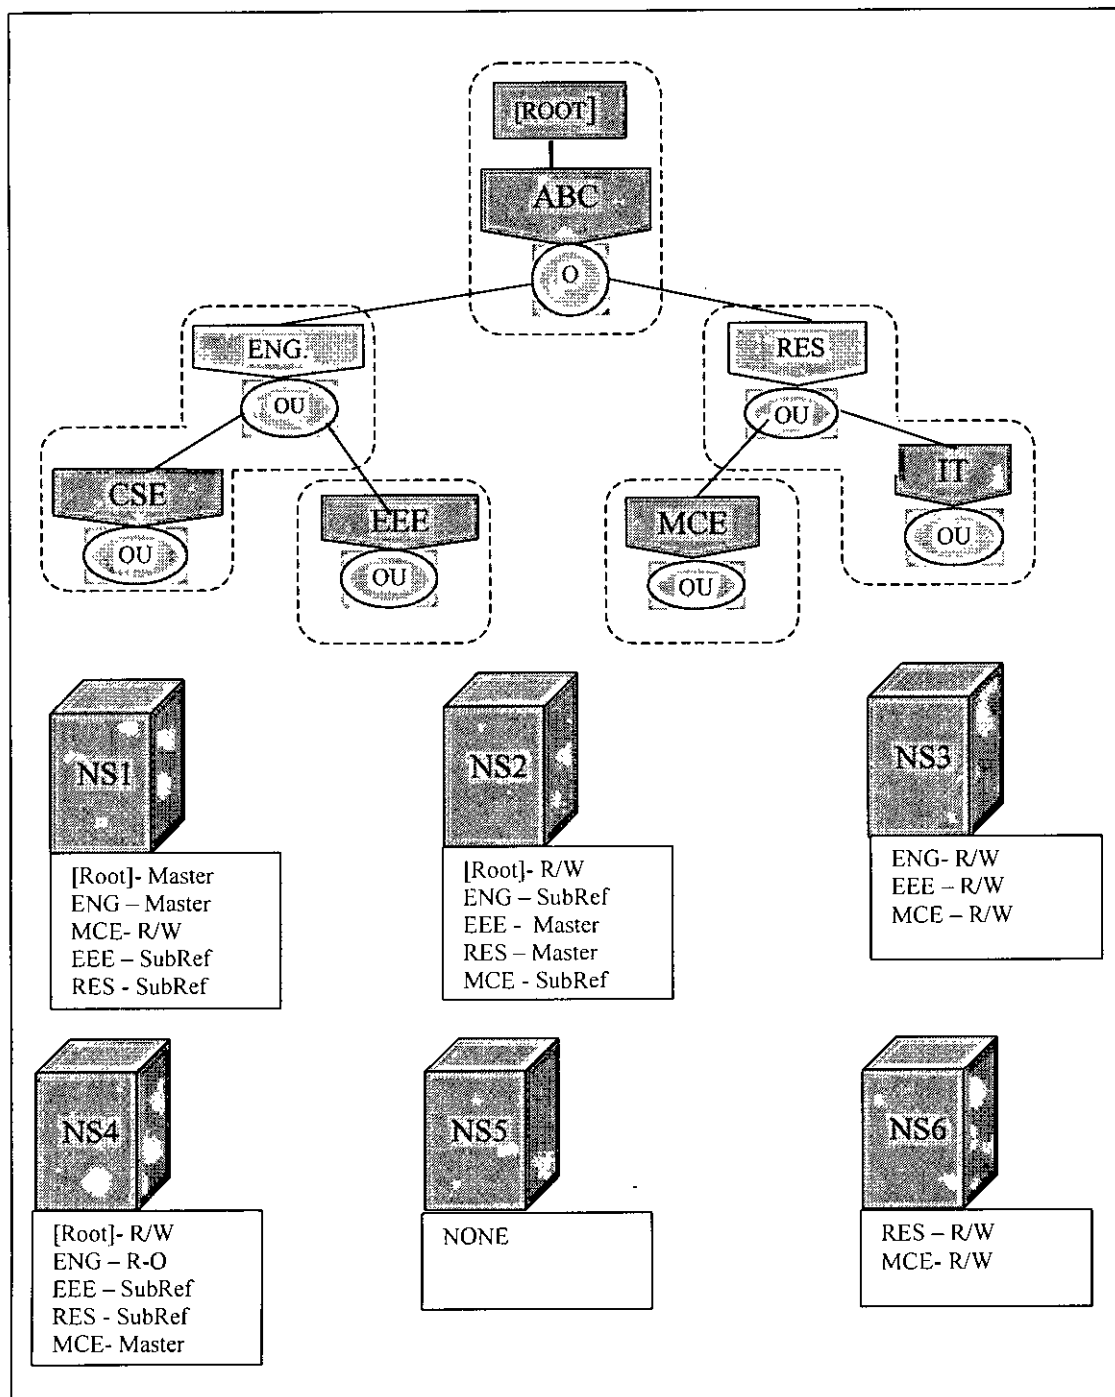 [ROOT]
ABC
O
ENG.
RES
OU
OU
CSE
EEE
MCE
IT
OU
OU
OU
OU
NS1
NS2
NS3
[Root]- Master
ENG – Master
MCE- R/W
EEE – SubRef
RES - SubRef
[Root]- R/W
ENG – SubRef
EEE - Master
RES – Master
MCE - SubRef
ENG- R/W
EEE – R/W
MCE – R/W
NS4
NS5
NS6
[Root]- R/W
ENG – R-O
EEE – SubRef
RES - SubRef
MCE- Master
NONE
RES – R/W
MCE- R/W